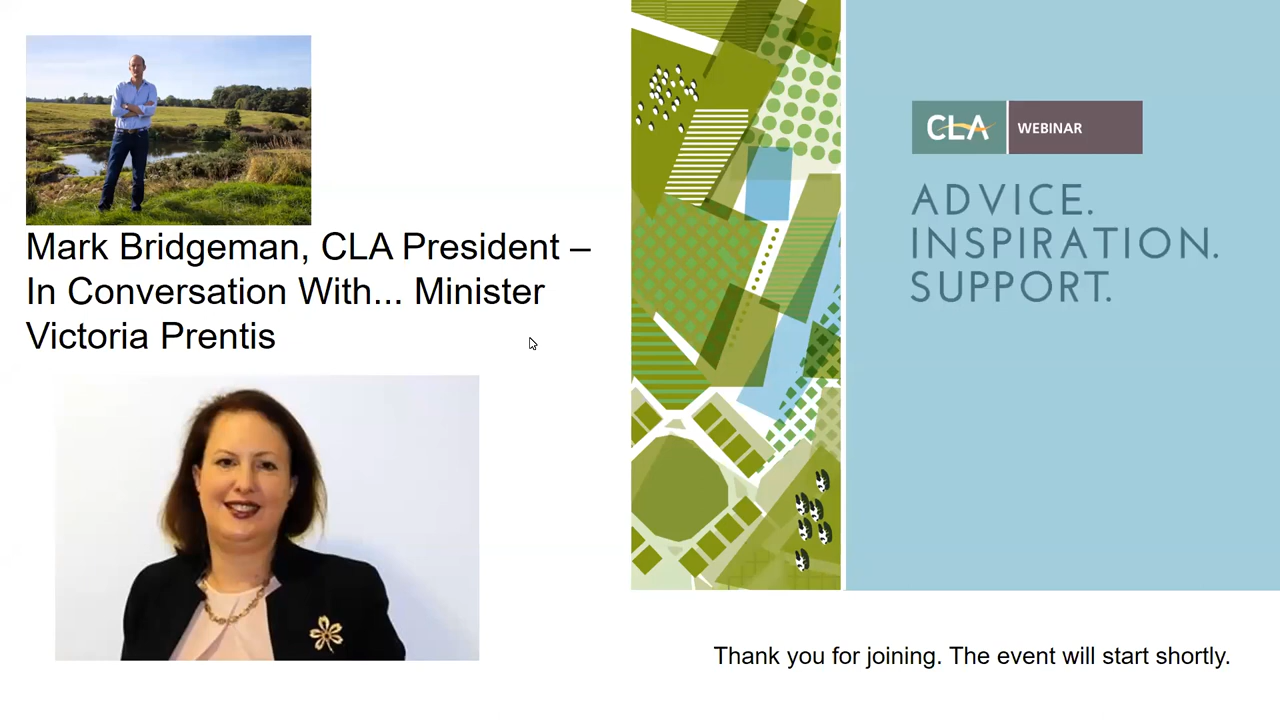 Mark Bridgeman, CLA President –
In Conversation With... Minister
Victoria Prentis
CLA WEBINAR
ADVICE.
INSPIRATION.
SUPPORT.
Thank you for joining. The event will start shortly.